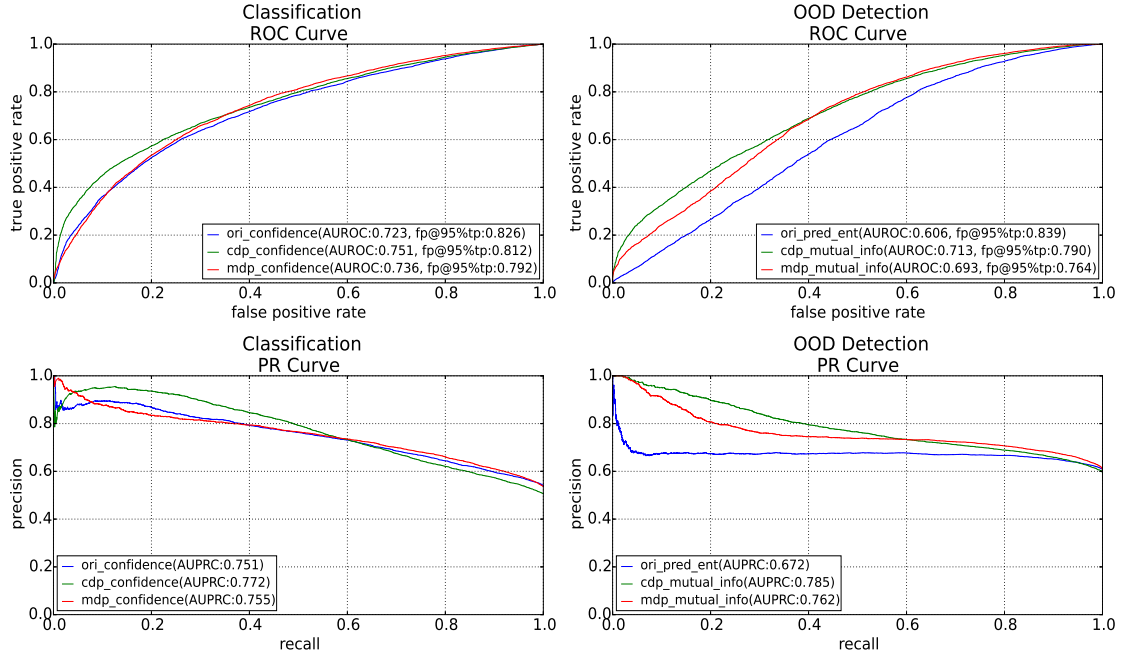 Classification
ROC Curve
1.0
0.8
0.6
0.4
0.2
0.0
true positive rate
ori_confidence(AUROC:0.723, fp@95%tp:0.826)
cdp_confidence(AUROC:0.751, fp@95%tp:0.812)
mdp_confidence(AUROC:0.736, fp@95%tp:0.792)
0.0 0.2 0.4 0.6 0.8 1.0
false positive rate
OOD Detection
ROC Curve
1.0
0.8
0.6
0.4
0.2
0.0
true positive rate
ori_pred_ent(AUROC:0.606, fp@95%tp:0.839)
cdp_mutual_info(AUROC:0.713, fp@95%tp:0.790)
mdp_mutual_info(AUROC:0.693, fp@95%tp:0.764)
0.0 0.2 0.4 0.6 0.8 1.0
false positive rate
Classification
PR Curve
1.0
0.8
0.6
0.4
0.2
0.0
precision
ori_confidence(AUPRC:0.751)
cdp_confidence(AUPRC:0.772)
mdp_confidence(AUPRC:0.755)
0.0 0.2 0.4 0.6 0.8 1.0
recall
OOD Detection
PR Curve
1.0
0.8
0.6
0.4
0.2
0.0
precision
ori_pred_ent(AUPRC:0.672)
cdp_mutual_info(AUPRC:0.785)
mdp_mutual_info(AUPRC:0.762)
0.0 0.2 0.4 0.6 0.8 1.0
recall